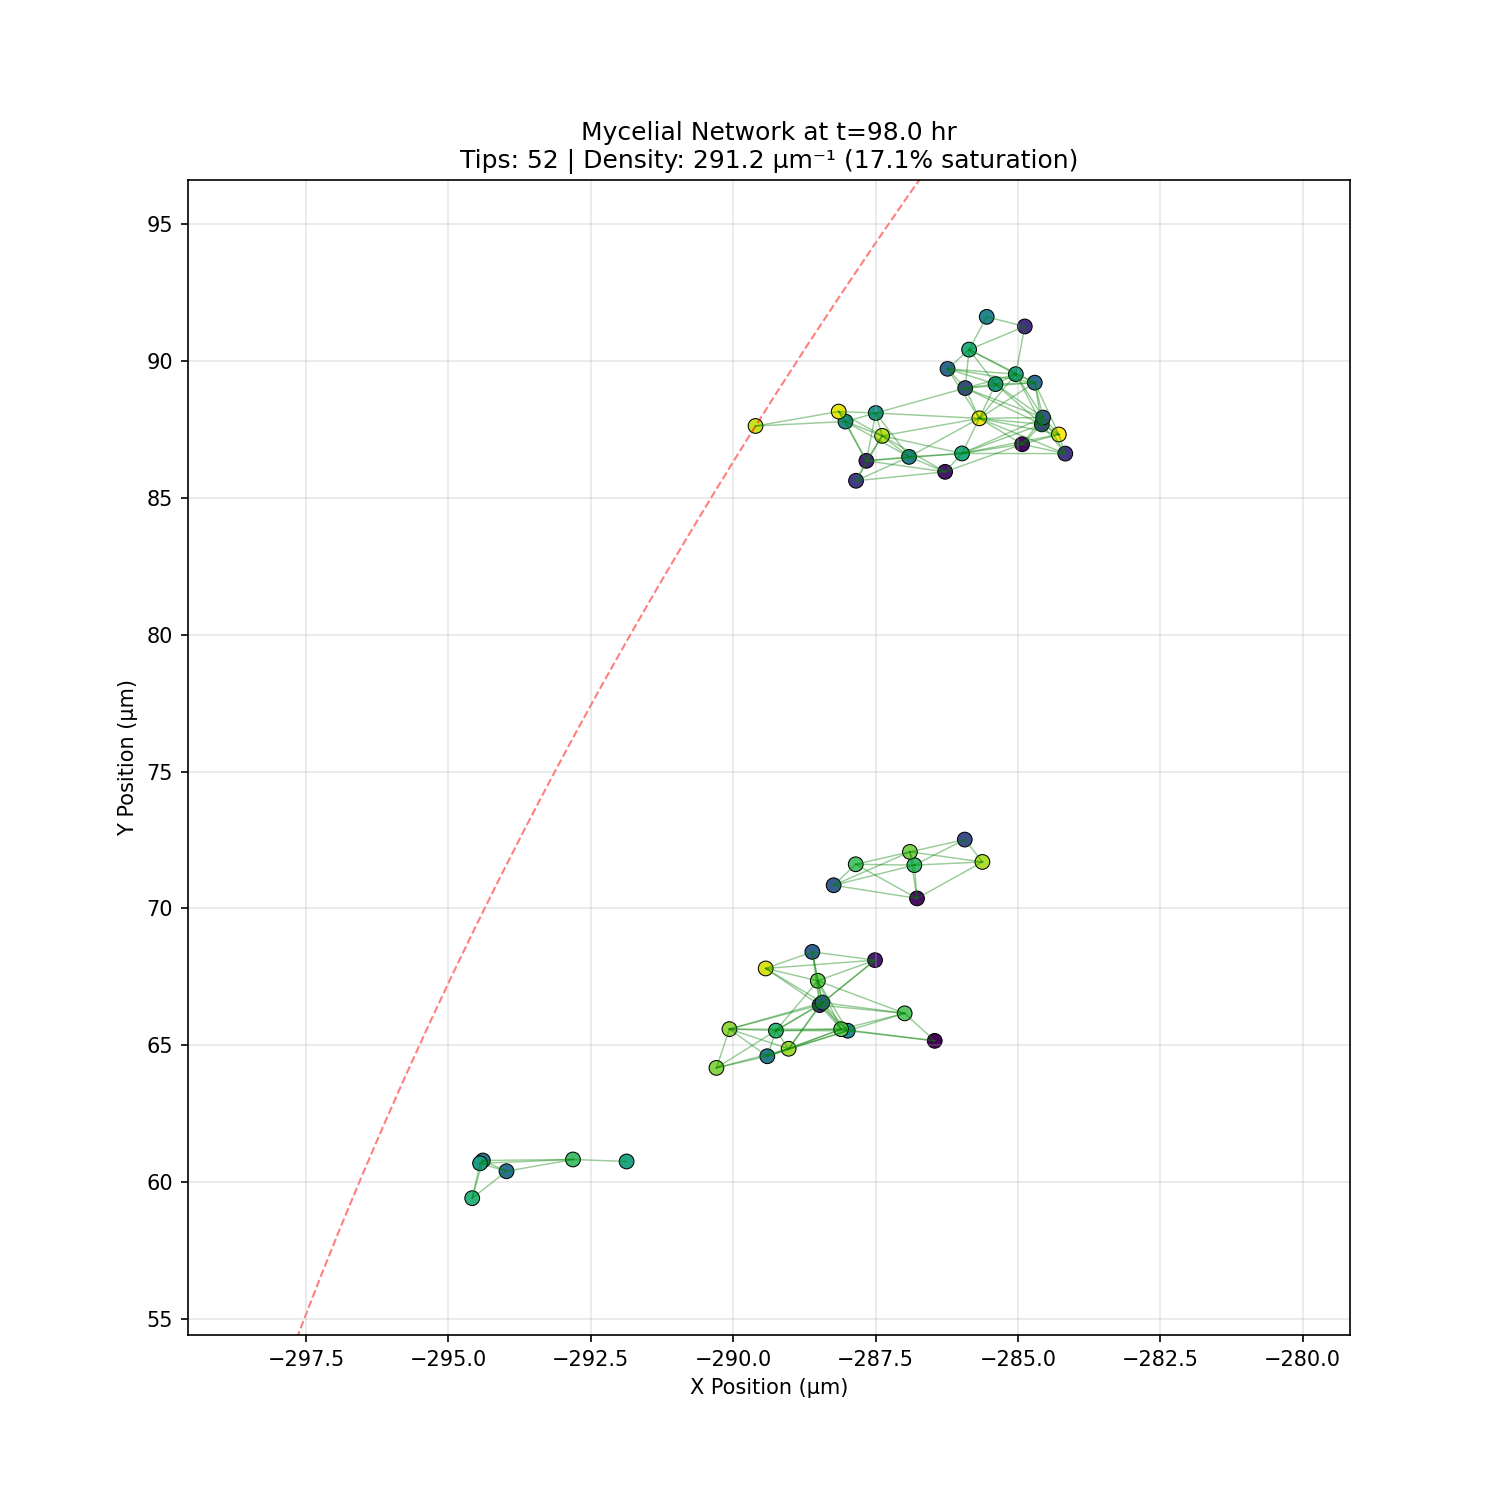 Mycelial Network at t=98.0 hr
Tips: 52 | Density: 291.2 μm⁻¹ (17.1% saturation)
95
90
85
80
75
70
65
60
55
Y Position (μm)
−297.5 −295.0 −292.5 −290.0 −287.5 −285.0 −282.5 −280.0
X Position (μm)